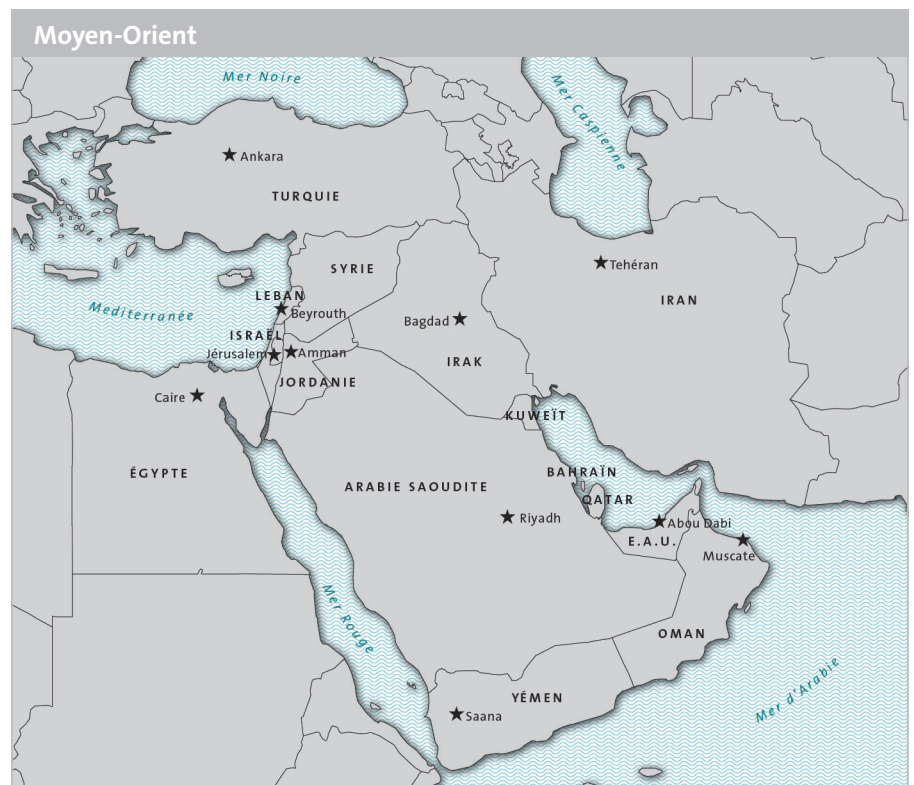 Moyen-Orient
Mer Noire
Mer Caspienne
Ankara
TURQUIE
Tehéran
SYRIE
IRAN
LEBAN
Beyrouth
Mediterranée
Bagdad
ISRAËL
Jérusalem
Amman
IRAK
JORDANIE
Caire
KUWEÏT
ÉGYPTE
BAHRAÏN
ARABIE SAOUDITE
QATAR
Riyadh
Abou Dabi
E.A.U.
Muscate
Mer Rouge
OMAN
Mer d'Arabie
YÉMEN
Saana